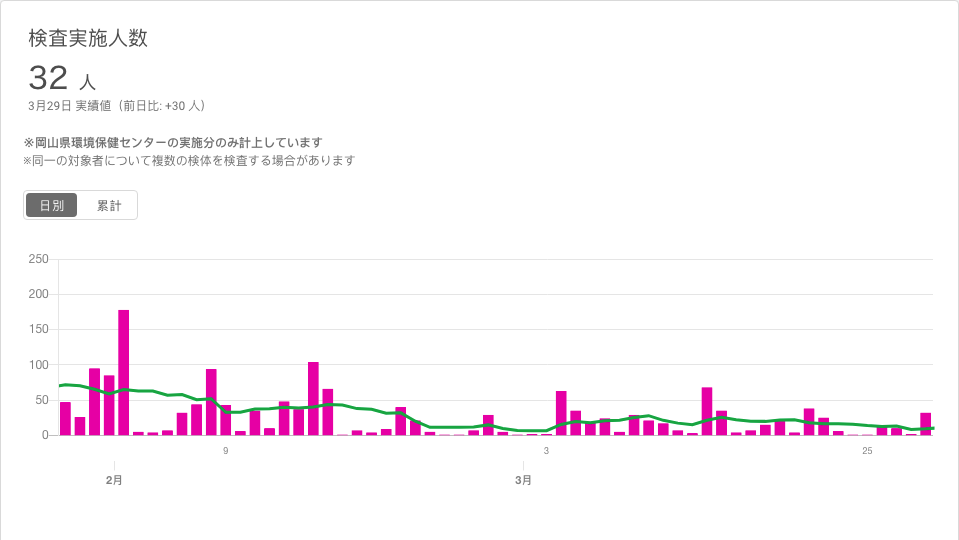 検査実施人数
32 人
3月29日 実績値（前日比: +30 人）
※岡山県環境保健センターの実施分のみ計上しています
※同一の対象者について複数の検体を検査する場合があります
日別 累計
250
200
150
100
50
0
9 3 25
2月 3月